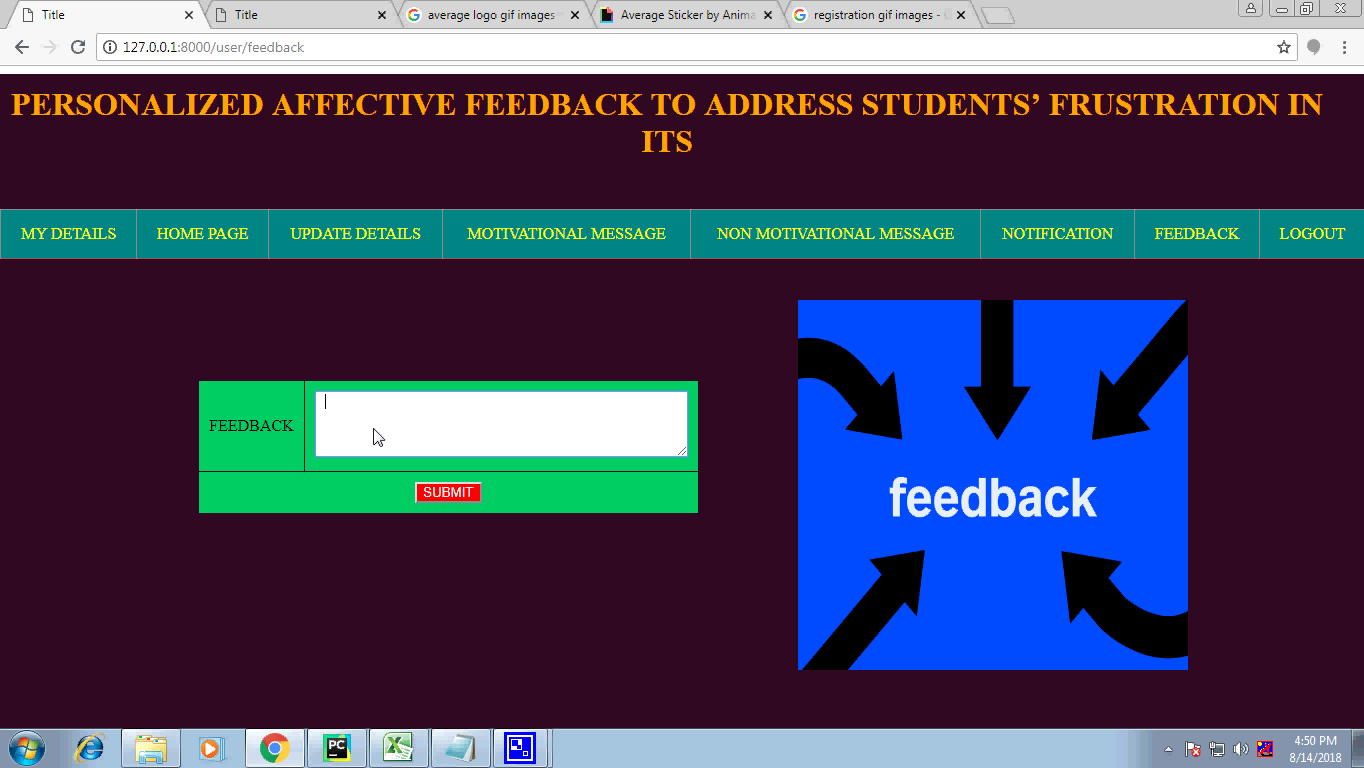 Title
Title
average logo gif images -
Average Sticker by Anima
registration gif images -
127.0.0.1:8000/user/feedback
PERSONALIZED AFFECTIVE FEEDBACK TO ADDRESS STUDENTS’ FRUSTRATION IN
ITS
MY DETAILS
HOME PAGE
UPDATE DETAILS
MOTIVATIONAL MESSAGE
NON MOTIVATIONAL MESSAGE
NOTIFICATION
FEEDBACK
LOGOUT
FEEDBACK
SUBMIT
feedback
PC
4:50 PM
8/14/2018